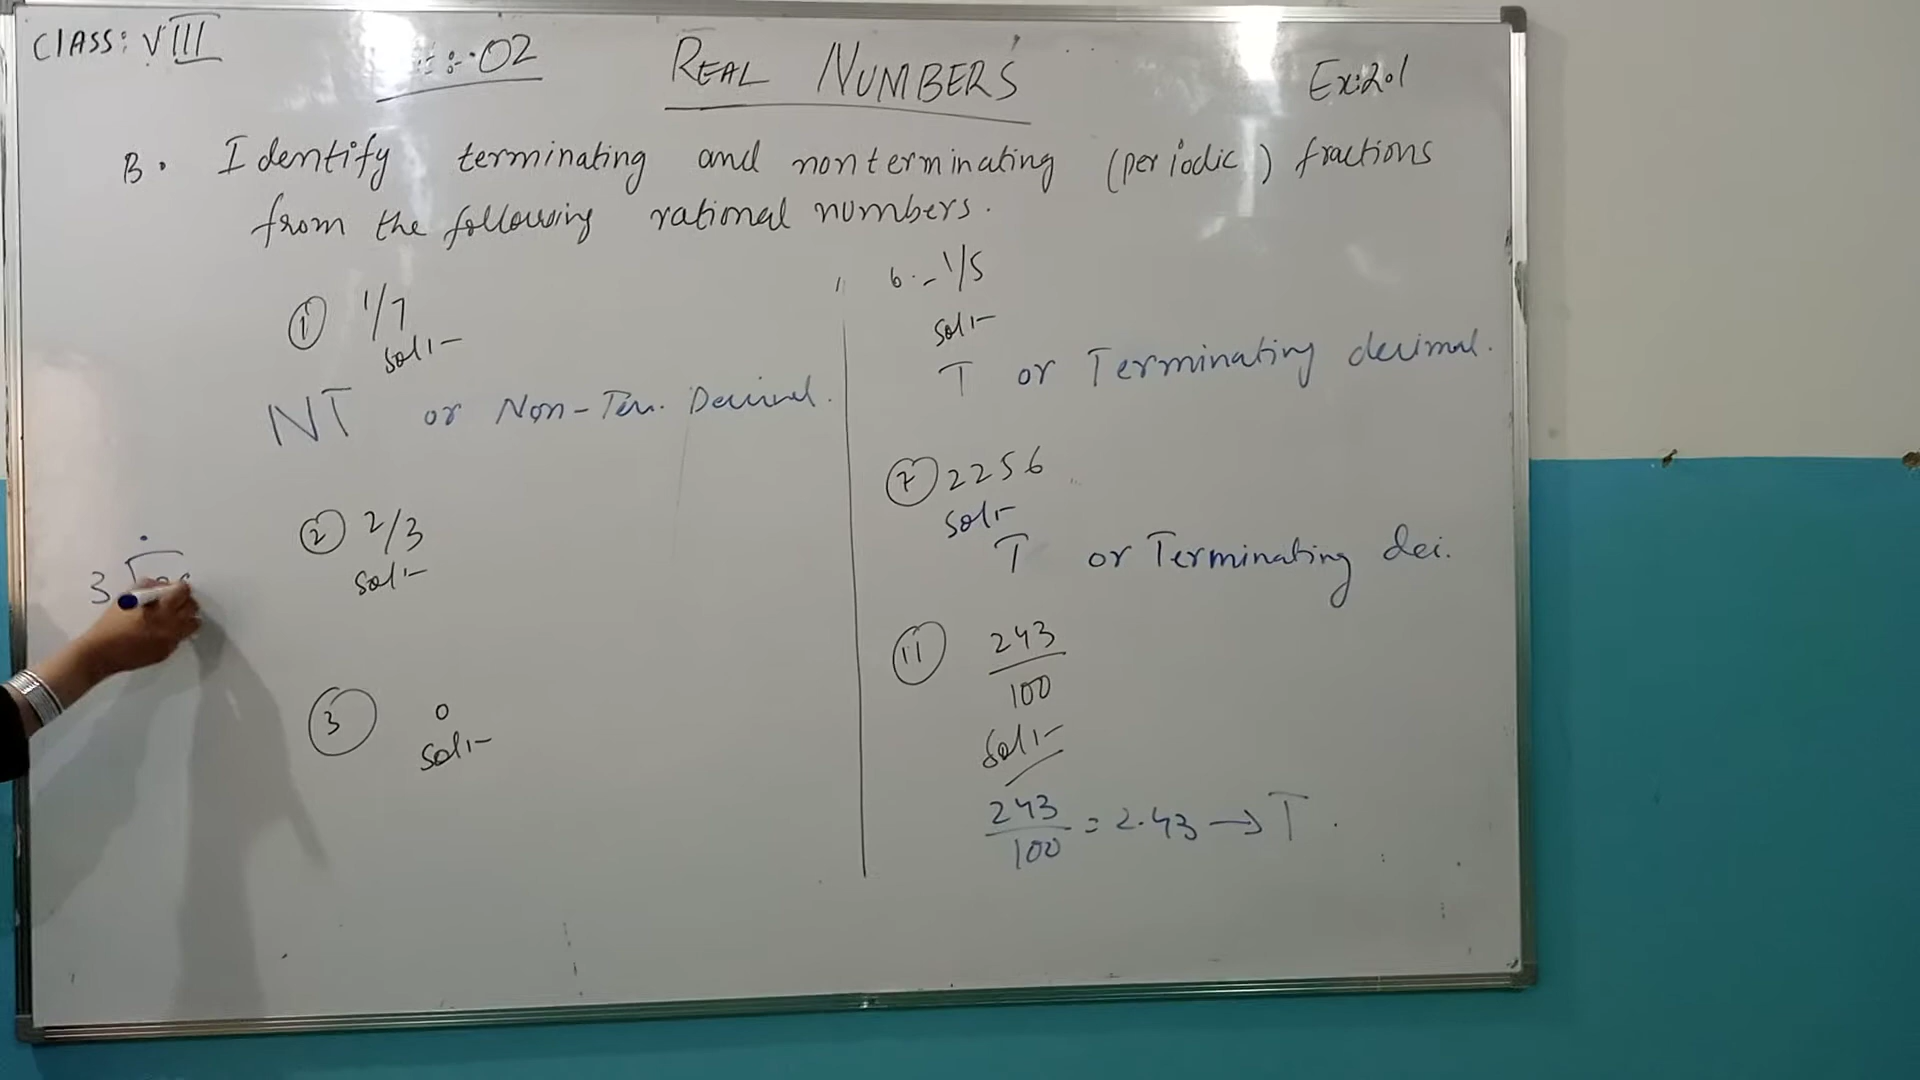 CLASS: VIII
02
REAL NUMBERS
Ex:2.1
B. Identify terminating and nonterminating (periodic) fractions
from the following rational numbers.
① 1/7
Sol:-
NT or Non-Ter. Decimal.
② 2/3
Sol:-
3
③ 0
Sol:-
6. - 1/5
Sol:-
T or Terminating decimal.
⑦ 2256
Sol:-
T or Terminating dei.
⑪ 243
100
Sol:-
243
100 = 2.43 → T.